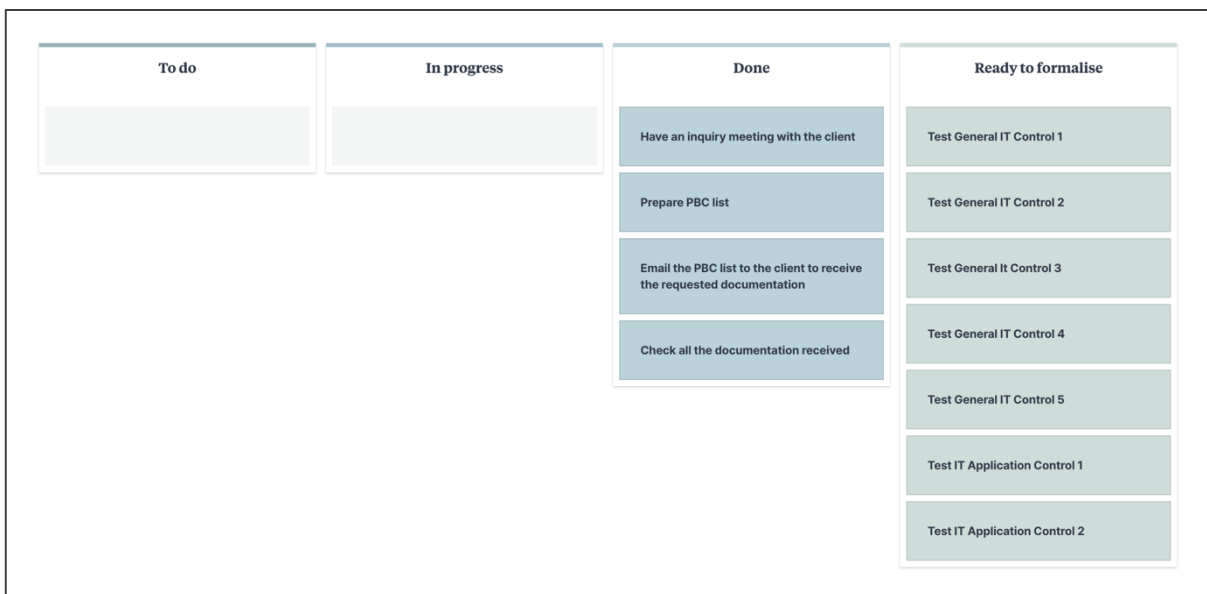 To do
In progress
Done
Ready to formalise
Have an inquiry meeting with the client
Prepare PBC list
Email the PBC list to the client to receive
the requested documentation
Check all the documentation received
Test General IT Control 1
Test General IT Control 2
Test General It Control 3
Test General IT Control 4
Test General IT Control 5
Test IT Application Control 1
Test IT Application Control 2